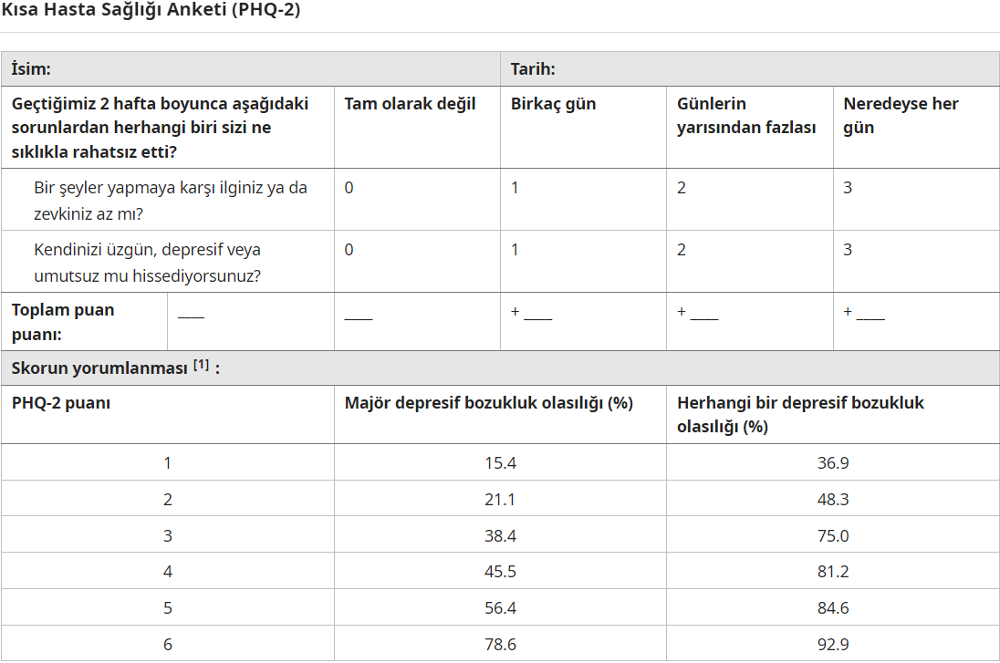 Kısa Hasta Sağlığı Anketi (PHQ-2)
İsim: Tarih:
Geçtiğimiz 2 hafta boyunca aşağıdaki
sorunlardan herhangi biri sizi ne
sıklıkla rahatsız etti?
Tam olarak değil
Birkaç gün
Günlerin
yarısından fazlası
Neredeyse her
gün
Bir şeyler yapmaya karşı ilginiz ya da
zevkiniz az mı?
0 1 2 3
Kendinizi üzgün, depresif veya
umutsuz mu hissediyorsunuz?
0 1 2 3
Toplam puan
puanı:
____ ____ + ____ + ____ + ____
Skorun yorumlanması [1] :
PHQ-2 puanı
Majör depresif bozukluk olasılığı (%)
Herhangi bir depresif bozukluk
olasılığı (%)
1 15.4 36.9
2 21.1 48.3
3 38.4 75.0
4 45.5 81.2
5 56.4 84.6
6 78.6 92.9